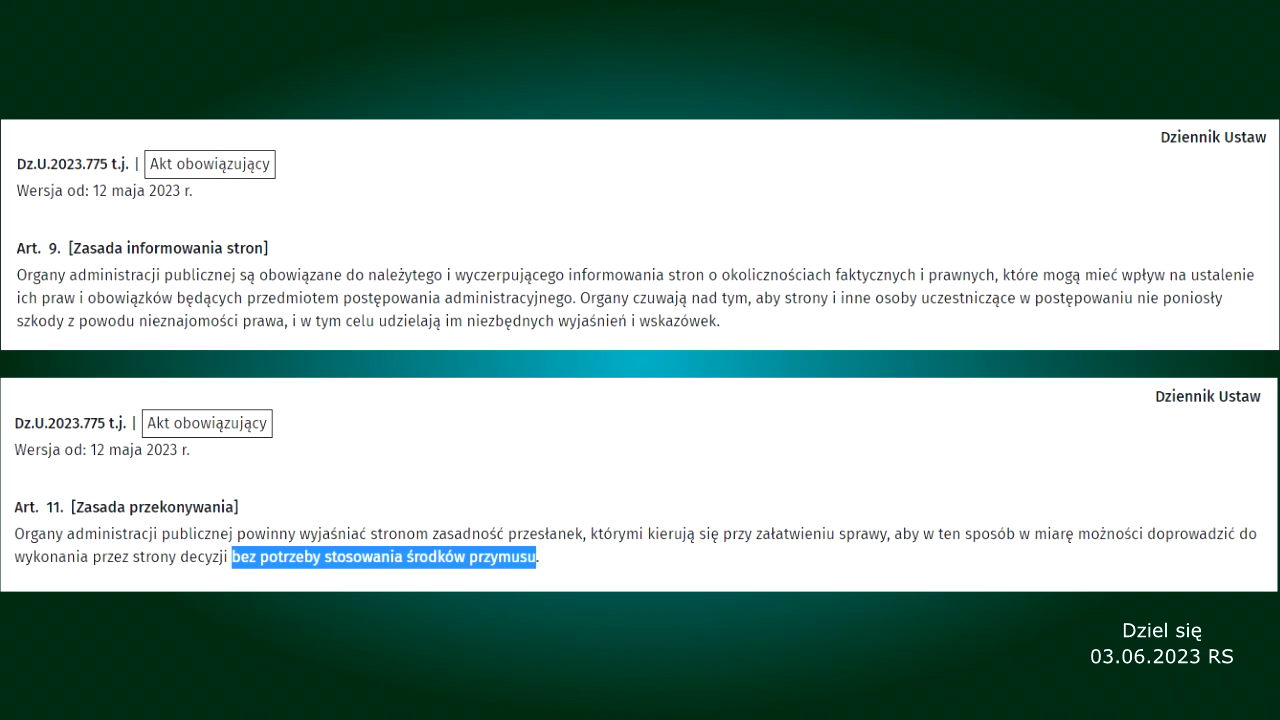 Dziennik Ustaw
Dz.U.2023.775 t.j. | Akt obowiązujący
Wersja od: 12 maja 2023 r.
Art. 9. [Zasada informowania stron]
Organy administracji publicznej są obowiązane do należytego i wyczerpującego informowania stron o okolicznościach faktycznych i prawnych, które mogą mieć wpływ na ustalenie
ich praw i obowiązków będących przedmiotem postępowania administracyjnego. Organy czuwają nad tym, aby strony i inne osoby uczestniczące w postępowaniu nie poniosły
szkody z powodu nieznajomości prawa, i w tym celu udzielają im niezbędnych wyjaśnień i wskazówek.
Dziennik Ustaw
Dz.U.2023.775 t.j. | Akt obowiązujący
Wersja od: 12 maja 2023 r.
Art. 11. [Zasada przekonywania]
Organy administracji publicznej powinny wyjaśniać stronom zasadność przesłanek, którymi kierują się przy załatwieniu sprawy, aby w ten sposób w miarę możności doprowadzić do
wykonania przez strony decyzji bez potrzeby stosowania środków przymusu.
Dziel się
03.06.2023 RS